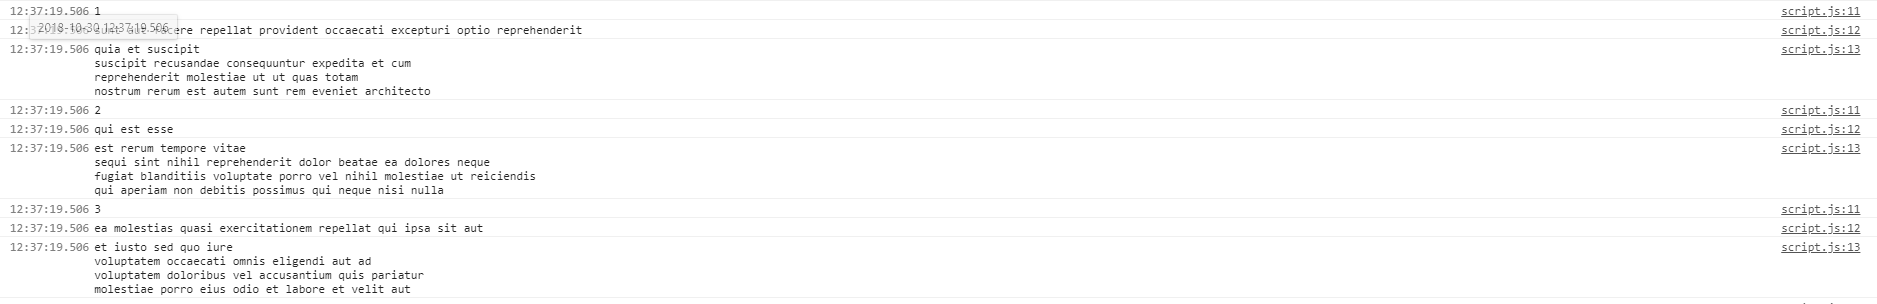 12:37:19.506 1 script.js:11
2018-10-30 12:37:19.506
repellat provident occaecati excepturi optio reprehenderit script.js:12
12:37:19.506 quia et suscipit script.js:13
suscipit recusandae consequuntur expedita et cum
reprehenderit molestiae ut ut quas totam
nostrum rerum est autem sunt rem eveniet architecto
12:37:19.506 2 script.js:11
12:37:19.506 qui est esse script.js:12
12:37:19.506 est rerum tempore vitae script.js:13
sequi sint nihil reprehenderit dolor beatae ea dolores neque
fugiat blanditiis voluptate porro vel nihil molestiae ut reiciendis
qui aperiam non debitis possimus qui neque nisi nulla
12:37:19.506 3 script.js:11
12:37:19.506 ea molestias quasi exercitationem repellat qui ipsa sit aut script.js:12
12:37:19.506 et iusto sed quo iure script.js:13
voluptatem occaecati omnis eligendi aut ad
voluptatem doloribus vel accusantium quis pariatur
molestiae porro eius odio et labore et velit aut